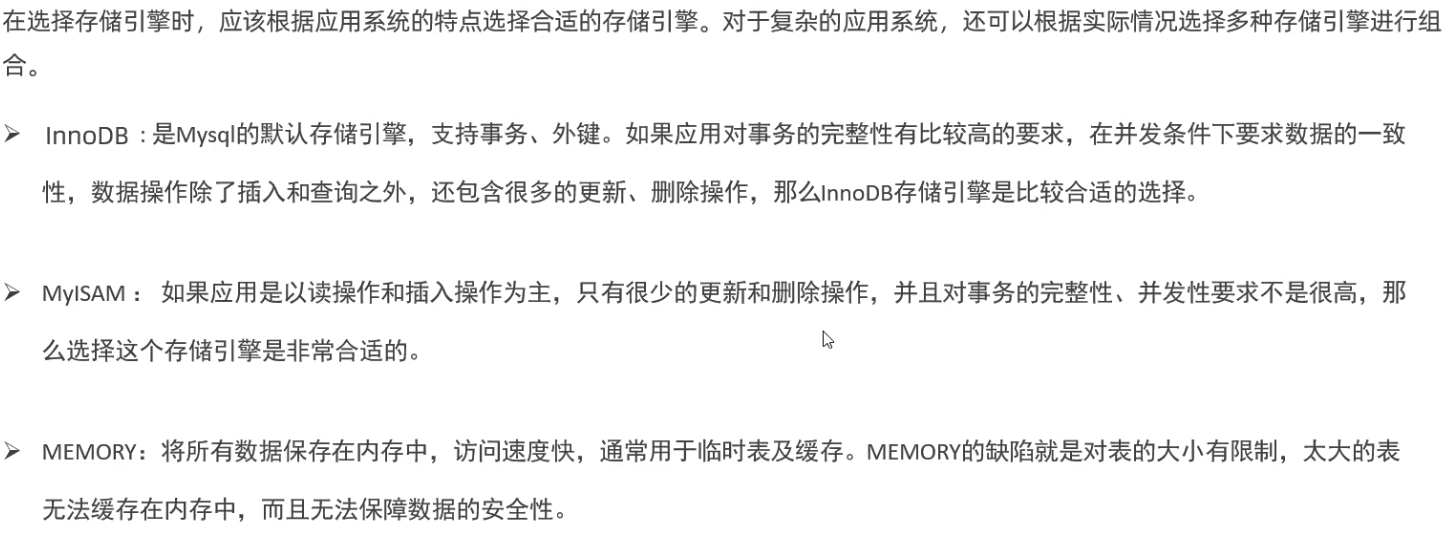 在选择存储引擎时，应该根据应用系统的特点选择合适的存储引擎。对于复杂的应用系统，还可以根据实际情况选择多种存储引擎进行组
合。
➢ InnoDB : 是Mysql的默认存储引擎，支持事务、外键。如果应用对事务的完整性有比较高的要求，在并发条件下要求数据的一致
性，数据操作除了插入和查询之外，还包含很多的更新、删除操作，那么InnoDB存储引擎是比较合适的选择。
➢ MyISAM ： 如果应用是以读操作和插入操作为主，只有很少的更新和删除操作，并且对事务的完整性、并发性要求不是很高，那
么选择这个存储引擎是非常合适的。
➢ MEMORY：将所有数据保存在内存中，访问速度快，通常用于临时表及缓存。MEMORY的缺陷就是对表的大小有限制，太大的表
无法缓存在内存中，而且无法保障数据的安全性。